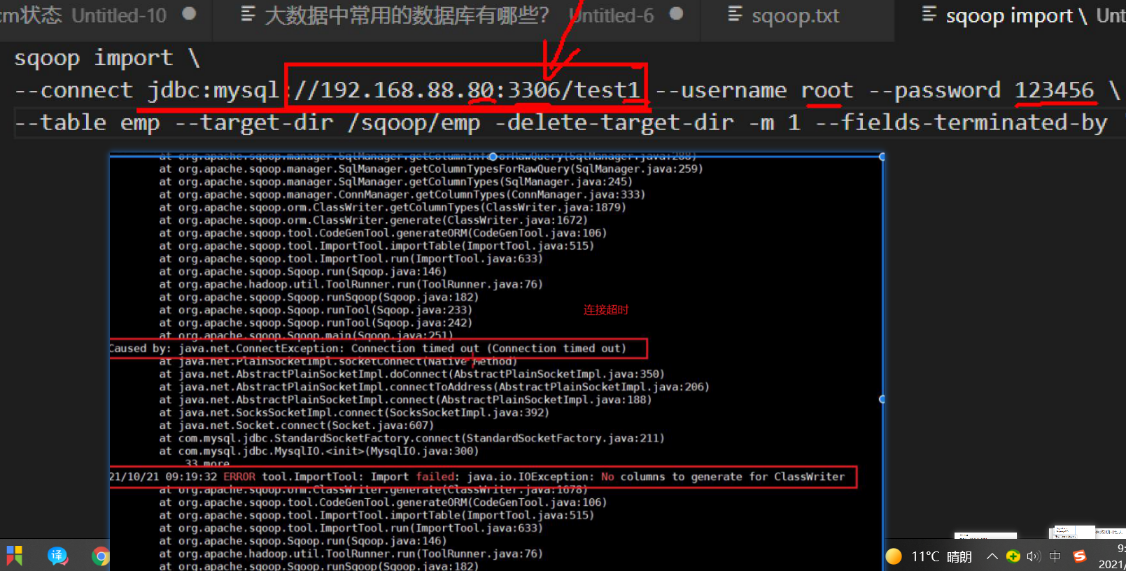 cm状态 Untitled-10
大数据中常用的数据库有哪些? Untitled-6
sqoop.txt
sqoop import \ Unt
sqoop import \
--connect jdbc:mysql://192.168.88.80:3306/test1 --username root --password 123456 \
--table emp --target-dir /sqoop/emp -delete-target-dir -m 1 --fields-terminated-by
at org.apache.sqoop.manager.SqlManager.getColumnInfoForRawQuery(SqlManager.java:288)
at org.apache.sqoop.manager.SqlManager.getColumnTypesForRawQuery(SqlManager.java:259)
at org.apache.sqoop.manager.SqlManager.getColumnTypes(SqlManager.java:245)
at org.apache.sqoop.manager.ConnManager.getColumnTypes(ConnManager.java:333)
at org.apache.sqoop.orm.ClassWriter.getColumnTypes(ClassWriter.java:1879)
at org.apache.sqoop.orm.ClassWriter.generate(ClassWriter.java:1672)
at org.apache.sqoop.tool.CodeGenTool.generateORM(CodeGenTool.java:106)
at org.apache.sqoop.tool.ImportTool.importTable(ImportTool.java:515)
at org.apache.sqoop.tool.ImportTool.run(ImportTool.java:633)
at org.apache.sqoop.Sqoop.run(Sqoop.java:146)
at org.apache.hadoop.util.ToolRunner.run(ToolRunner.java:76)
at org.apache.sqoop.Sqoop.runSqoop(Sqoop.java:182)
at org.apache.sqoop.Sqoop.runTool(Sqoop.java:233)
连接超时
at org.apache.sqoop.Sqoop.runTool(Sqoop.java:242)
at org.apache.sqoop.Sqoop.main(Sqoop.java:251)
Caused by: java.net.ConnectException: Connection timed out (Connection timed out)
at java.net.PlainSocketImpl.socketConnect(Native Method)
at java.net.AbstractPlainSocketImpl.doConnect(AbstractPlainSocketImpl.java:350)
at java.net.AbstractPlainSocketImpl.connectToAddress(AbstractPlainSocketImpl.java:206)
at java.net.AbstractPlainSocketImpl.connect(AbstractPlainSocketImpl.java:188)
at java.net.SocksSocketImpl.connect(SocksSocketImpl.java:392)
at java.net.Socket.connect(Socket.java:607)
at com.mysql.jdbc.StandardSocketFactory.connect(StandardSocketFactory.java:211)
at com.mysql.jdbc.MysqlIO.<init>(MysqlIO.java:300)
33 more
21/10/21 09:19:32 ERROR tool.ImportTool: Import failed: java.io.IOException: No columns to generate for ClassWriter
at org.apache.sqoop.orm.ClassWriter.generate(ClassWriter.java:1678)
at org.apache.sqoop.tool.CodeGenTool.generateORM(CodeGenTool.java:106)
at org.apache.sqoop.tool.ImportTool.importTable(ImportTool.java:515)
at org.apache.sqoop.tool.ImportTool.run(ImportTool.java:633)
at org.apache.sqoop.Sqoop.run(Sqoop.java:146)
at org.apache.hadoop.util.ToolRunner.run(ToolRunner.java:76)
at org.apache.sqoop.Sqoop.runSqoop(Sqoop.java:182)
译
11°C 晴朗
中
9:
2021/